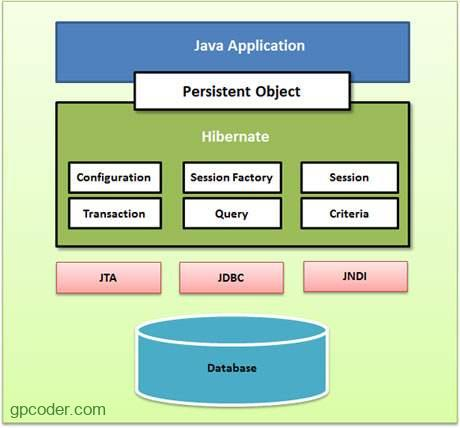 Java Application
Persistent Object
Hibernate
Configuration
Session Factory
Session
Transaction
Query
Criteria
JTA
JDBC
JNDI
Database
gpcoder.com